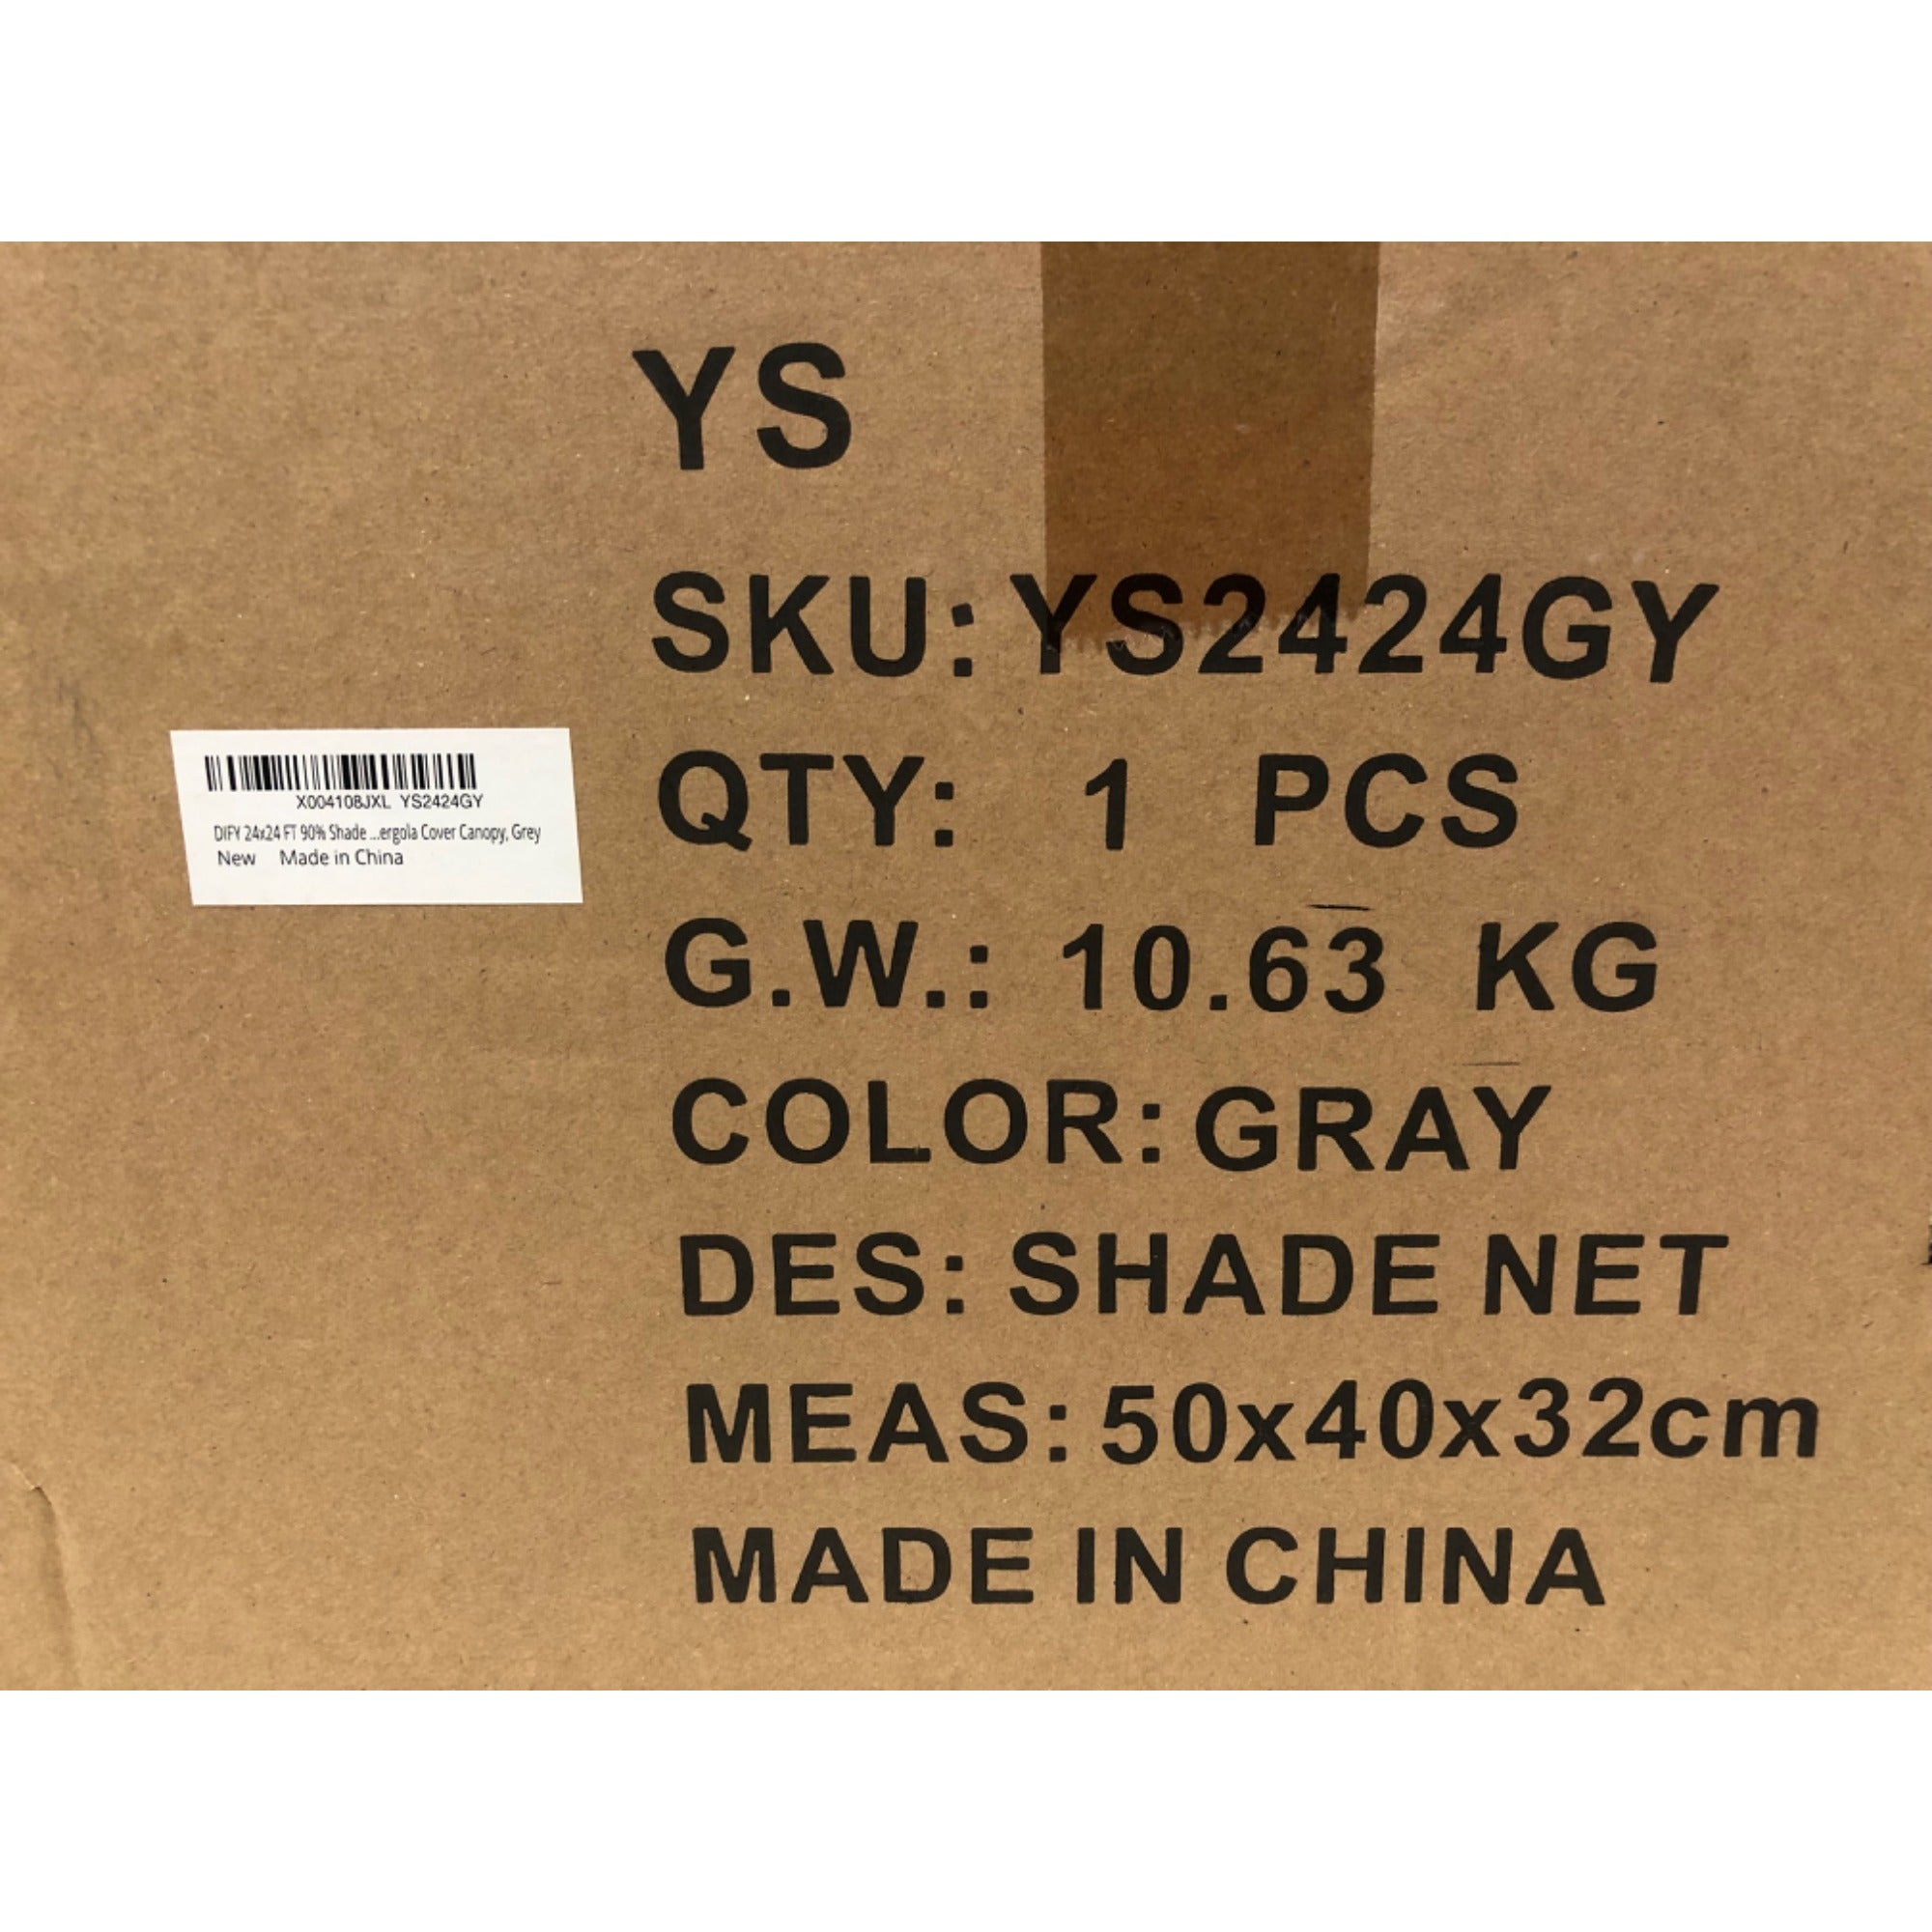 YS
SKU: YS2424GY
X004108JXL YS2424GY
DIFY 24x24 FT 90% Shade ...ergola Cover Canopy, Grey
New Made in China
QTY: 1 PCS
G.W.: 10.63 KG
COLOR: GRAY
DES: SHADE NET
MEAS: 50x40x32cm
MADE IN CHINA